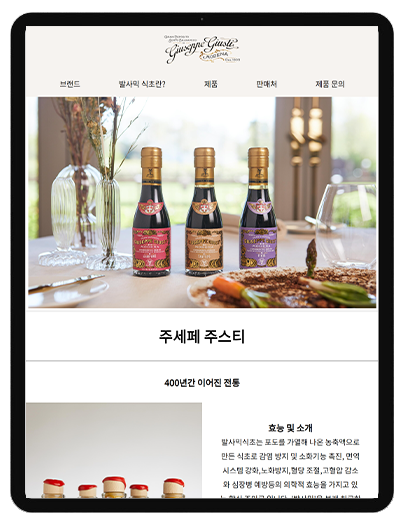 Giuseppe Giusti
브랜드
발사믹 식초란?
제품
판매처
제품 문의
주세페 주스티
400년간 이어진 전통
효능 및 소개
발사믹식초는 포도를 가열해 나온 농축액으로
만든 식초로 감염 방지 및 소화기능 촉진, 면역
시스템 강화,노화방지,혈당 조절,고혈압 감소
와 심장병 예방등의 의학적 효능을 가지고 있